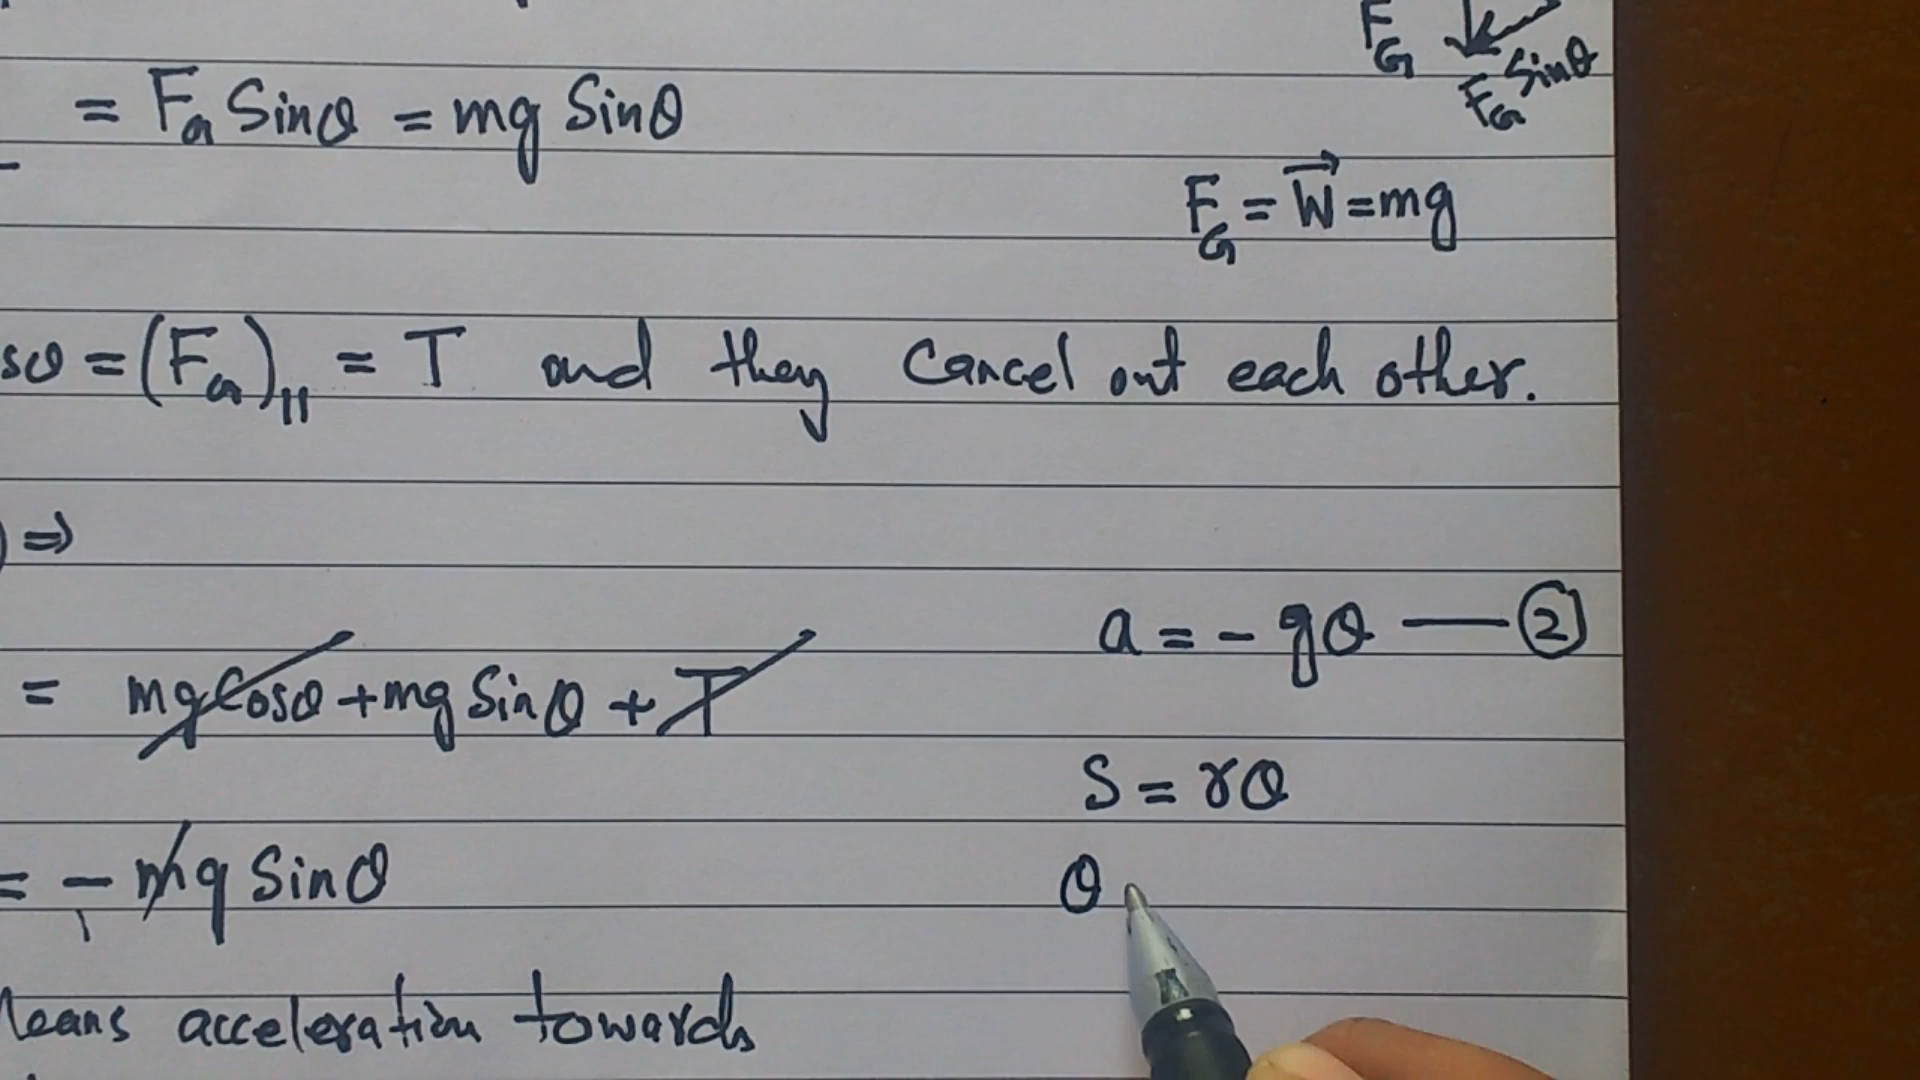 F_G
F_G Sinθ
= F_G Sinθ = mg Sinθ
F_G = W⃗ = mg
sθ = (F_G)_|| = T and they Cancel out each other.
) ⇒
a = - gθ — ②
= mg Cosθ + mg Sinθ + T
S = rθ
= - mg Sinθ
θ
Means acceleration towards